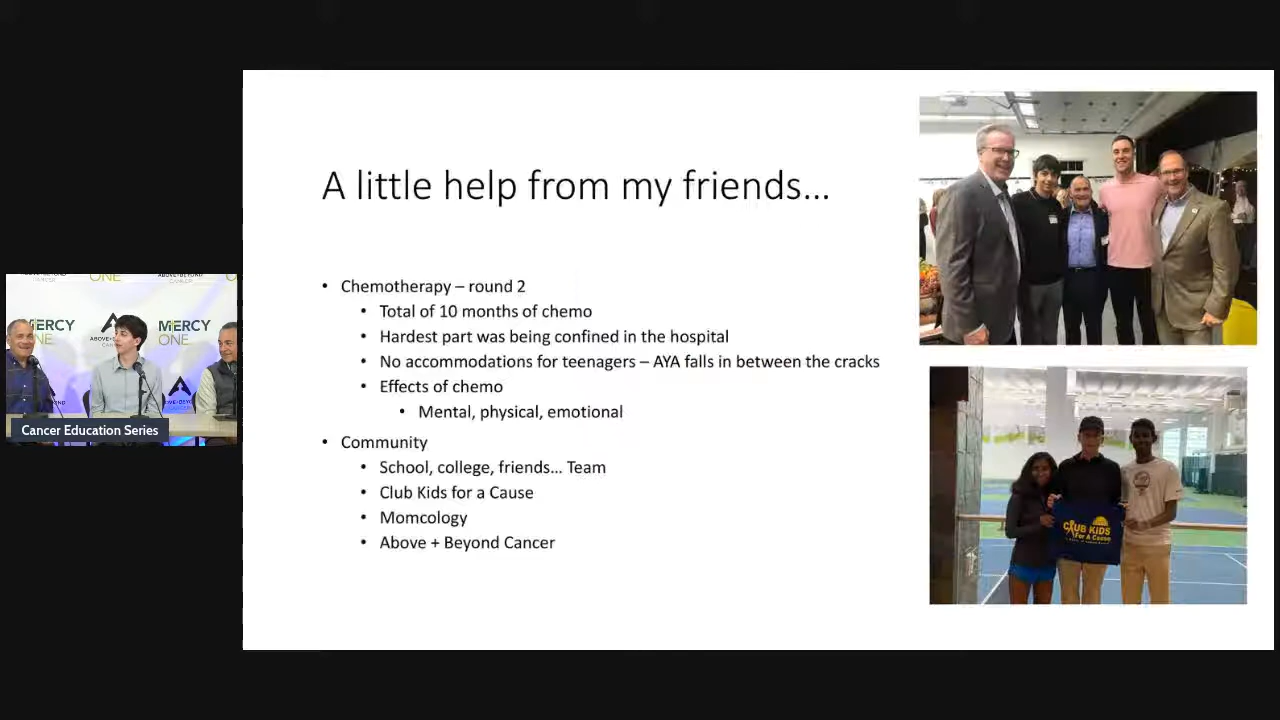 A little help from my friends...
• Chemotherapy – round 2
• Total of 10 months of chemo
• Hardest part was being confined in the hospital
• No accommodations for teenagers – AYA falls in between the cracks
• Effects of chemo
• Mental, physical, emotional
• Community
• School, college, friends... Team
• Club Kids for a Cause
• Momcology
• Above + Beyond Cancer
CLUB KIDS
For A Cause
ONE
MERCY
ONE
MERCY
ONE
Cancer Education Series